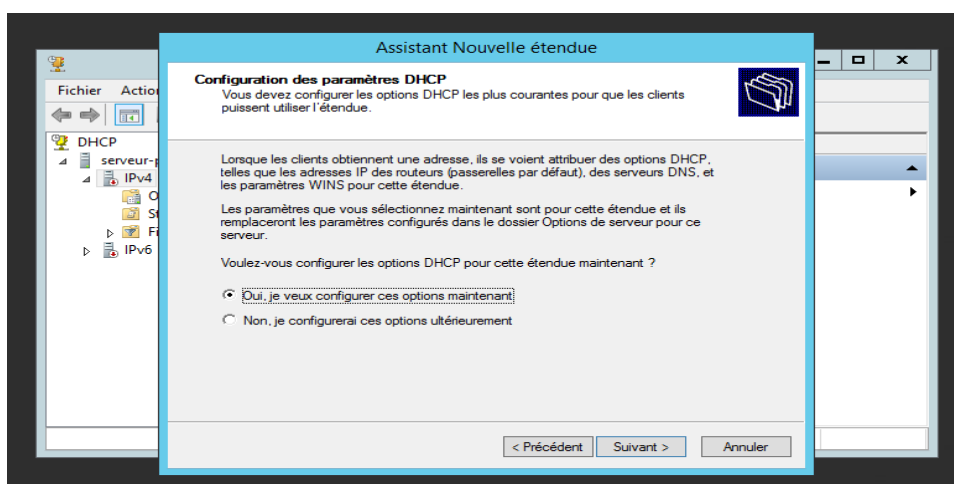 Assistant Nouvelle étendue
Fichier Action
DHCP
serveur-p
IPv4
IPv6
Configuration des paramètres DHCP
Vous devez configurer les options DHCP les plus courantes pour que les clients
puissent utiliser l'étendue.
Lorsque les clients obtiennent une adresse, ils se voient attribuer des options DHCP,
telles que les adresses IP des routeurs (passerelles par défaut), des serveurs DNS, et
les paramètres WINS pour cette étendue.
Les paramètres que vous sélectionnez maintenant sont pour cette étendue et ils
remplaceront les paramètres configurés dans le dossier Options de serveur pour ce
serveur.
Voulez-vous configurer les options DHCP pour cette étendue maintenant ?
Oui, je veux configurer ces options maintenant
Non, je configurerai ces options ultérieurement
< Précédent Suivant > Annuler